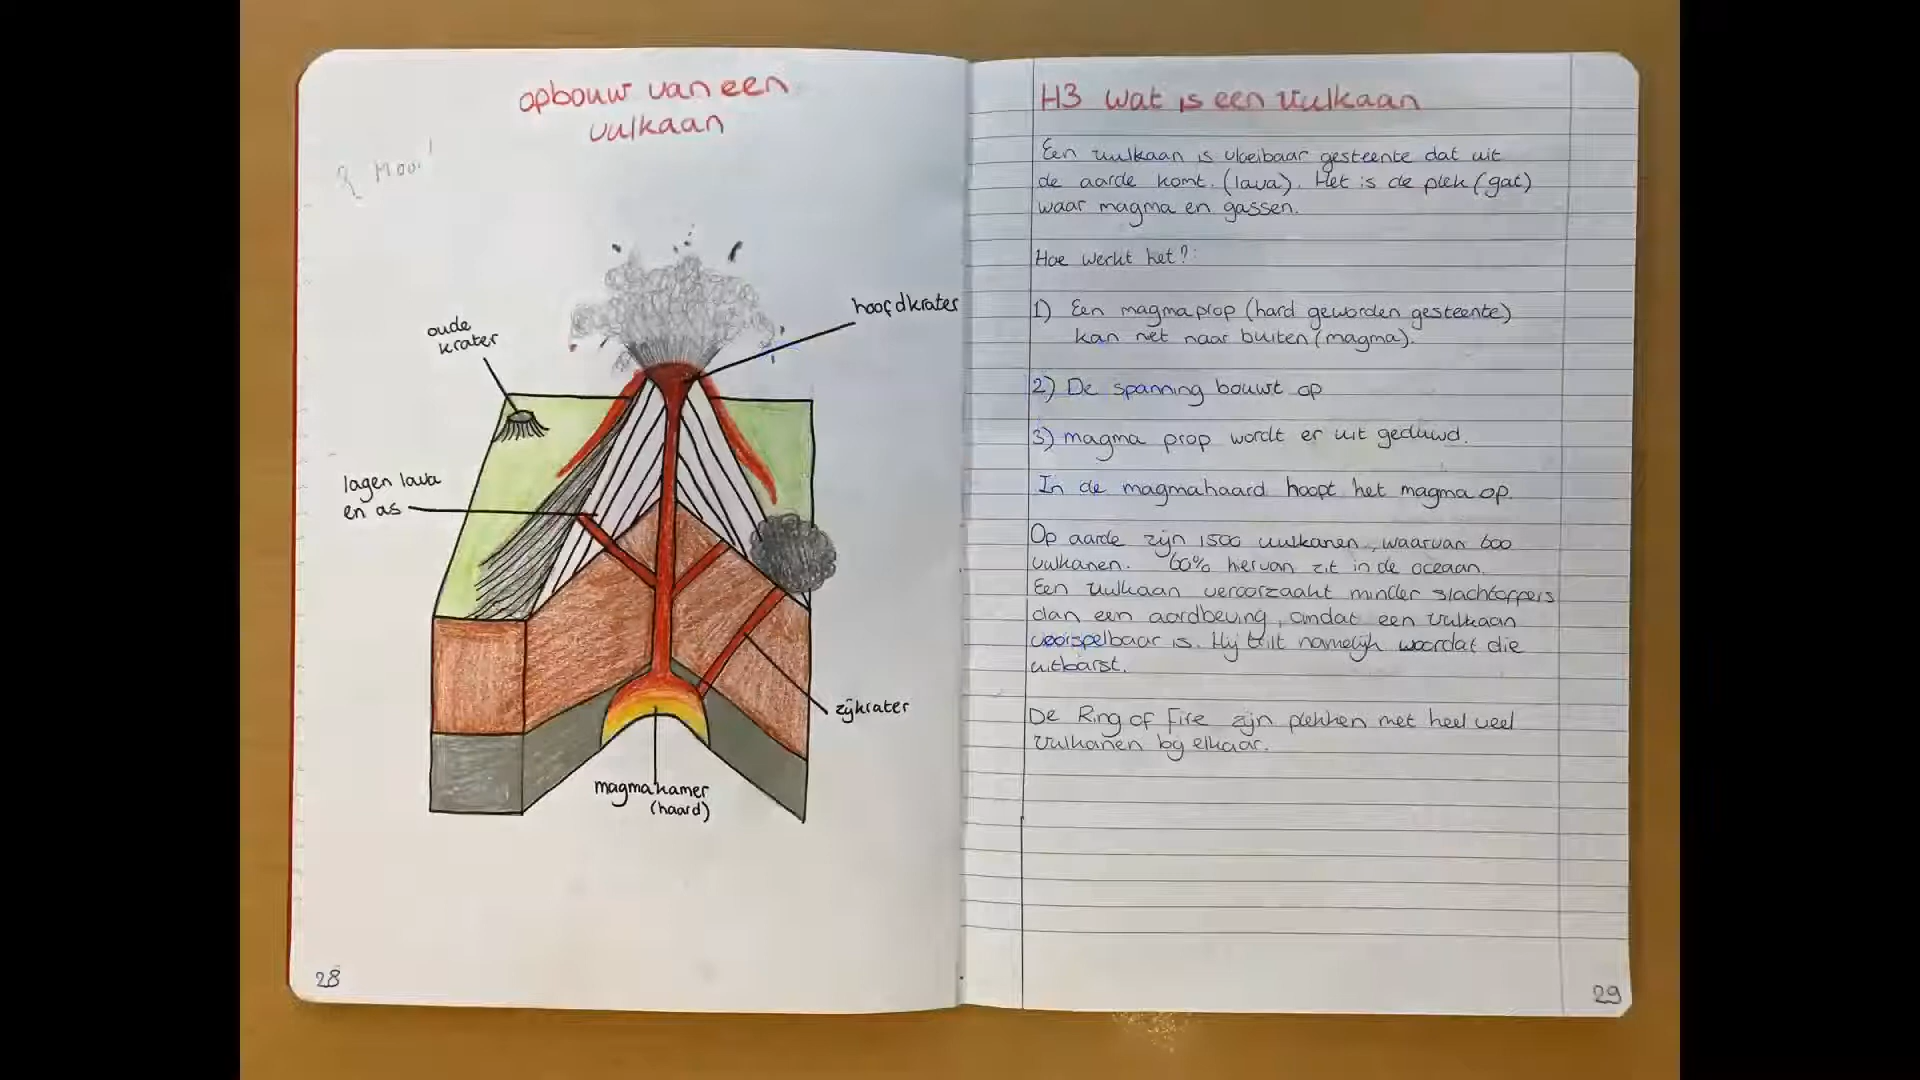 opbouw van een
vulkaan
Mooi!
hoofdkrater
oude
krater
lagen lava
en as
zijkrater
magmakamer
(haard)
28
H3 wat is een vulkaan
Een vulkaan is vloeibaar gesteente dat uit
de aarde komt. (lava). Het is de plek (gat)
waar magma en gassen.
Hoe werkt het?:
1) Een magmaprop (hard geworden gesteente)
kan net naar buiten (magma).
2) De spanning bouwt op
3) magma prop wordt er uit geduwd.
In de magmahaard hoopt het magma op.
Op aarde zijn 1500 vulkanen, waarvan 600
vulkanen. 60% hiervan zit in de oceaan.
Een vulkaan veroorzaakt minder slachtoffers
dan een aardbeving, omdat een vulkaan
voorspelbaar is. Hij trilt namelijk voordat die
uitbarst.
De Ring of Fire zijn plekken met heel veel
vulkanen bij elkaar.
29